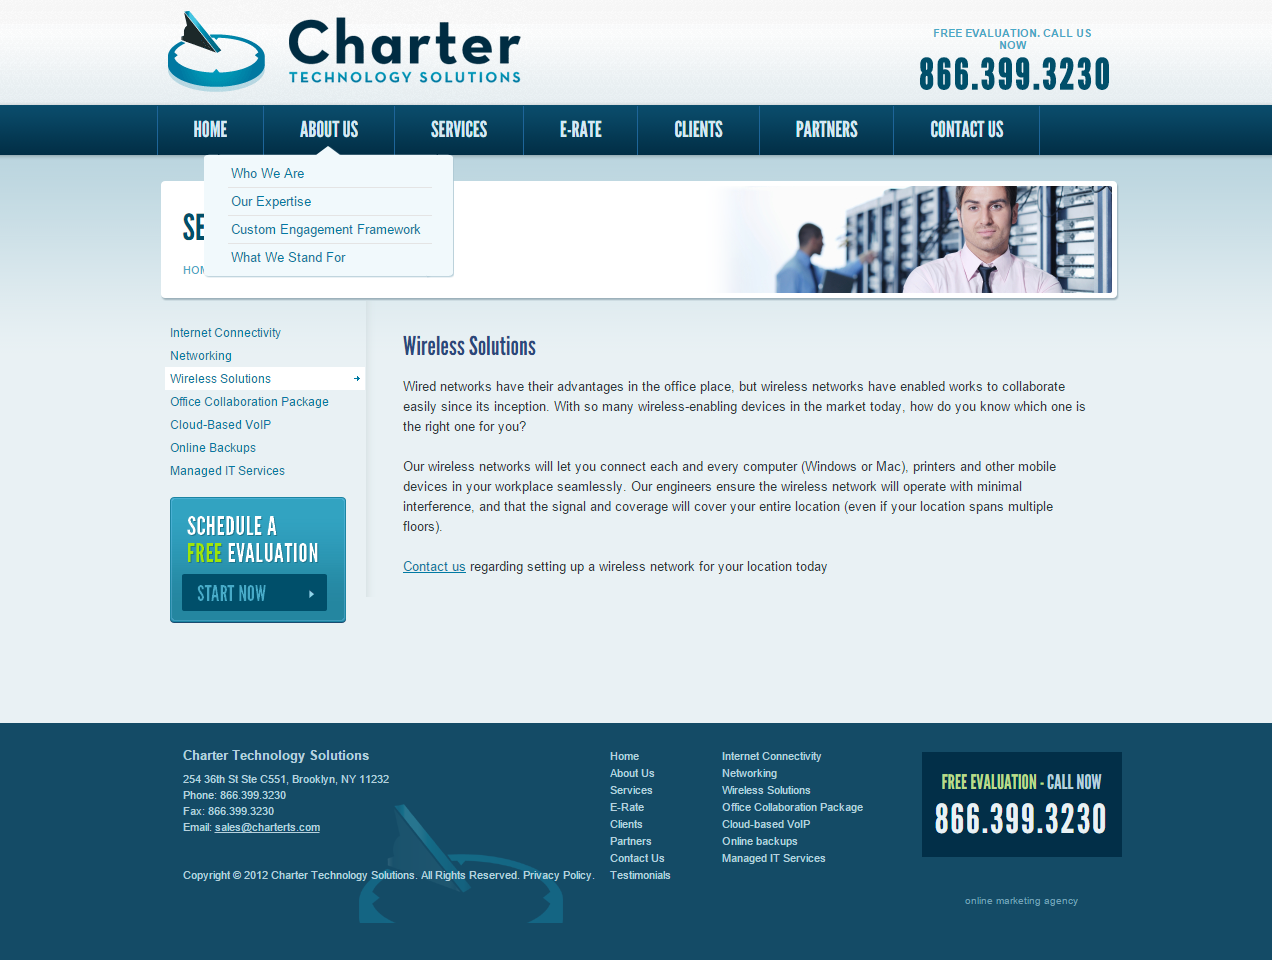 Charter
TECHNOLOGY SOLUTIONS
FREE EVALUATION. CALL US
NOW
866.399.3230
HOME
ABOUT US
SERVICES
E-RATE
CLIENTS
PARTNERS
CONTACT US
Who We Are
Our Expertise
Custom Engagement Framework
What We Stand For
Internet Connectivity
Networking
Wireless Solutions
Office Collaboration Package
Cloud-Based VoIP
Online Backups
Managed IT Services
SCHEDULE A
FREE EVALUATION
START NOW
Wireless Solutions
Wired networks have their advantages in the office place, but wireless networks have enabled works to collaborate
easily since its inception. With so many wireless-enabling devices in the market today, how do you know which one is
the right one for you?
Our wireless networks will let you connect each and every computer (Windows or Mac), printers and other mobile
devices in your workplace seamlessly. Our engineers ensure the wireless network will operate with minimal
interference, and that the signal and coverage will cover your entire location (even if your location spans multiple
floors).
Contact us regarding setting up a wireless network for your location today
Charter Technology Solutions
254 36th St Ste C551, Brooklyn, NY 11232
Phone: 866.399.3230
Fax: 866.399.3230
Email: sales@charterts.com
Copyright © 2012 Charter Technology Solutions. All Rights Reserved. Privacy Policy.
Home
About Us
Services
E-Rate
Clients
Partners
Contact Us
Testimonials
Internet Connectivity
Networking
Wireless Solutions
Office Collaboration Package
Cloud-based VoIP
Online backups
Managed IT Services
FREE EVALUATION - CALL NOW
866.399.3230
online marketing agency